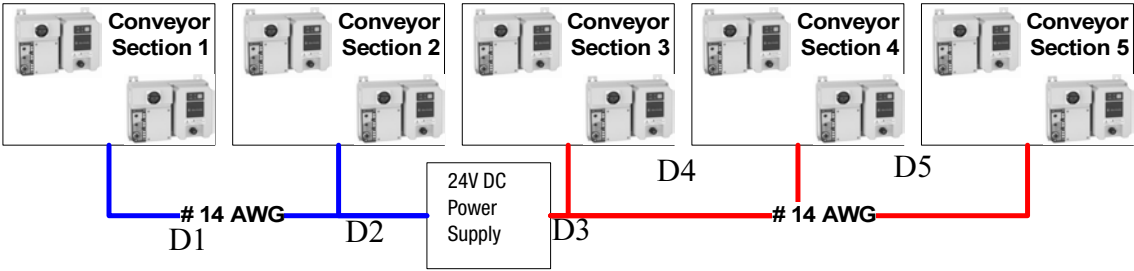 Conveyor
Section 1
Conveyor
Section 2
Conveyor
Section 3
Conveyor
Section 4
Conveyor
Section 5
D4
D5
24V DC
Power
Supply
# 14 AWG
D1
D2
D3
# 14 AWG